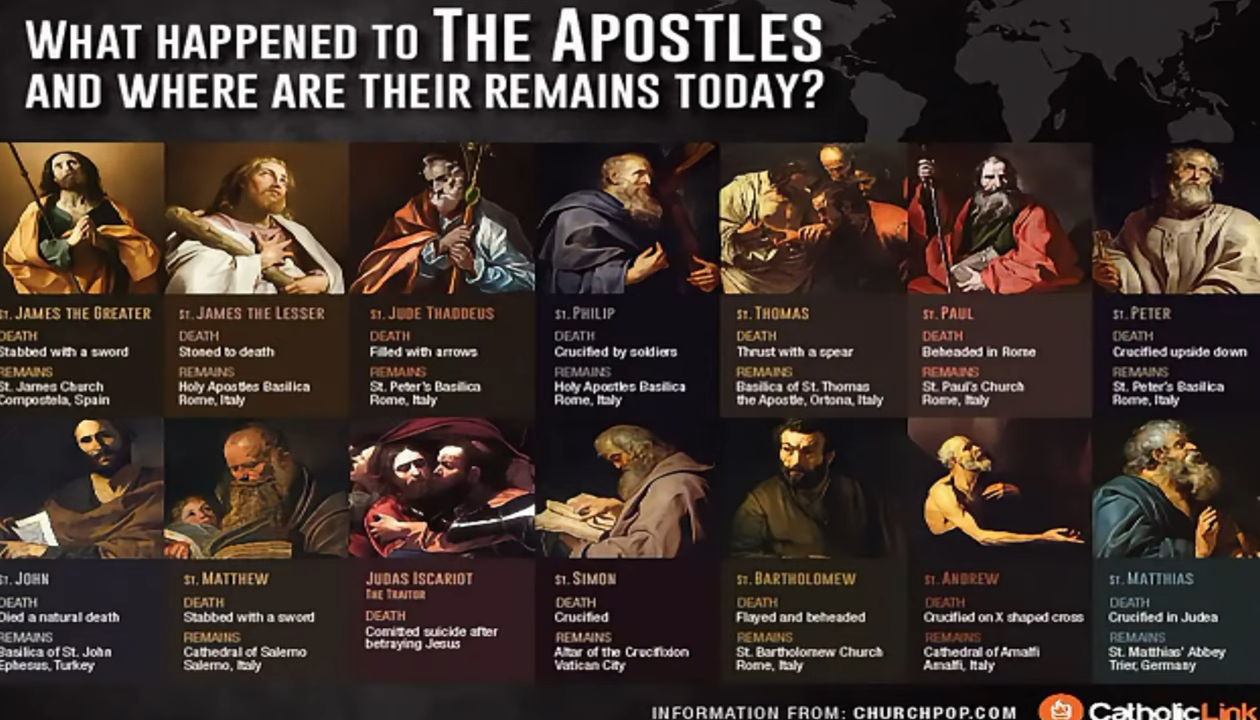 WHAT HAPPENED TO THE APOSTLES
AND WHERE ARE THEIR REMAINS TODAY?
ST. JAMES THE GREATER
DEATH
Stabbed with a sword
REMAINS
St. James Church
Compostela, Spain
ST. JAMES THE LESSER
DEATH
Stoned to death
REMAINS
Holy Apostles Basilica
Rome, Italy
ST. JUDE THADDEUS
DEATH
Filled with arrows
REMAINS
St. Peter's Basilica
Rome, Italy
ST. PHILIP
DEATH
Crucified by soldiers
REMAINS
Holy Apostles Basilica
Rome, Italy
ST. THOMAS
DEATH
Thrust with a spear
REMAINS
Basilica of St. Thomas
the Apostle, Ortona, Italy
ST. PAUL
DEATH
Beheaded in Rome
REMAINS
St. Paul's Church
Rome, Italy
ST. PETER
DEATH
Crucified upside down
REMAINS
St. Peter's Basilica
Rome, Italy
ST. JOHN
DEATH
Died a natural death
REMAINS
Basilica of St. John
Ephesus, Turkey
ST. MATTHEW
DEATH
Stabbed with a sword
REMAINS
Cathedral of Salerno
Salerno, Italy
JUDAS ISCARIOT
THE TRAITOR
DEATH
Comitted suicide after
betraying Jesus
ST. SIMON
DEATH
Crucified
REMAINS
Altar of the Crucifixion
Vatican City
ST. BARTHOLOMEW
DEATH
Flayed and beheaded
REMAINS
St. Bartholomew Church
Rome, Italy
ST. ANDREW
DEATH
Crucified on X shaped cross
REMAINS
Cathedral of Amalfi
Amalfi, Italy
ST. MATTHIAS
DEATH
Crucified in Judea
REMAINS
St. Matthias' Abbey
Trier, Germany
INFORMATION FROM: CHURCHPOP.COM
CatholicLink